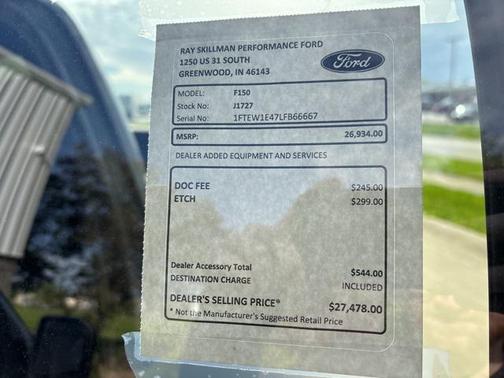 RAY SKILLMAN PERFORMANCE FORD
1250 US 31 SOUTH
GREENWOOD, IN 46143
Ford
MODEL: F150
Stock No: J1727
Serial No: 1FTEW1E47LFB66667
MSRP: 26,934.00
DEALER ADDED EQUIPMENT AND SERVICES
DOC FEE $245.00
ETCH $299.00
Dealer Accessory Total $544.00
DESTINATION CHARGE INCLUDED
DEALER'S SELLING PRICE* $27,478.00
* Not the Manufacturer's Suggested Retail Price